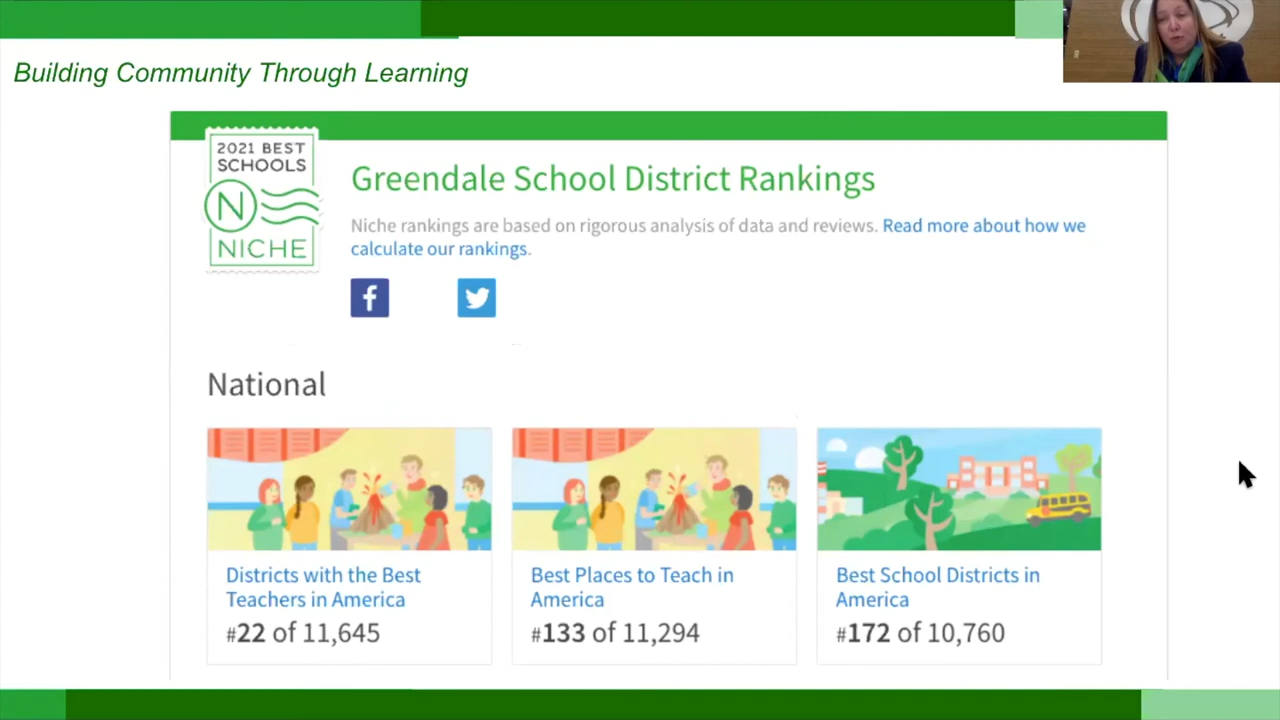 Building Community Through Learning
2021 BEST
SCHOOLS
N
NICHE
Greendale School District Rankings
Niche rankings are based on rigorous analysis of data and reviews. Read more about how we
calculate our rankings.
National
Districts with the Best
Teachers in America
#22 of 11,645
Best Places to Teach in
America
#133 of 11,294
Best School Districts in
America
#172 of 10,760